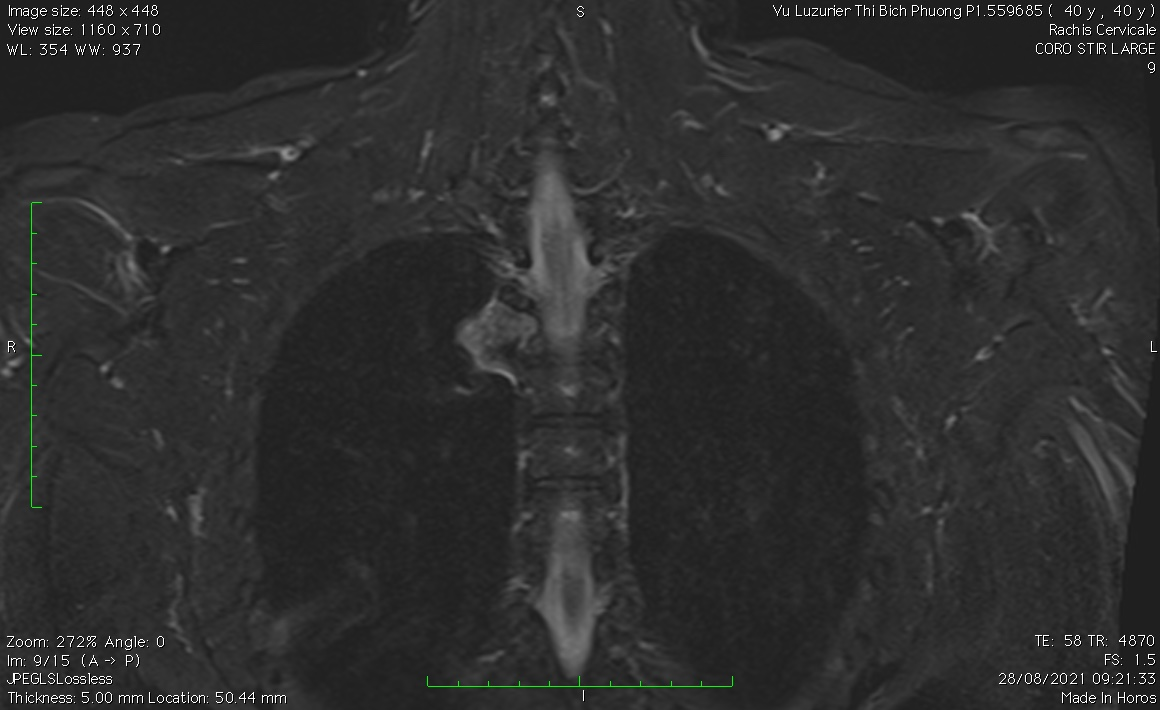 Image size: 448 x 448
View size: 1160 x 710
WL: 354 WW: 937
S
Vu Luzurier Thi Bich Phuong P1.559685 ( 40 y , 40 y )
Rachis Cervicale
CORO STIR LARGE
9
R
L
Zoom: 272% Angle: 0
Im: 9/15 (A -> P)
JPEGLSLossless
Thickness: 5.00 mm Location: 50.44 mm
I
TE: 58 TR: 4870
FS: 1.5
28/08/2021 09:21:33
Made In Horos